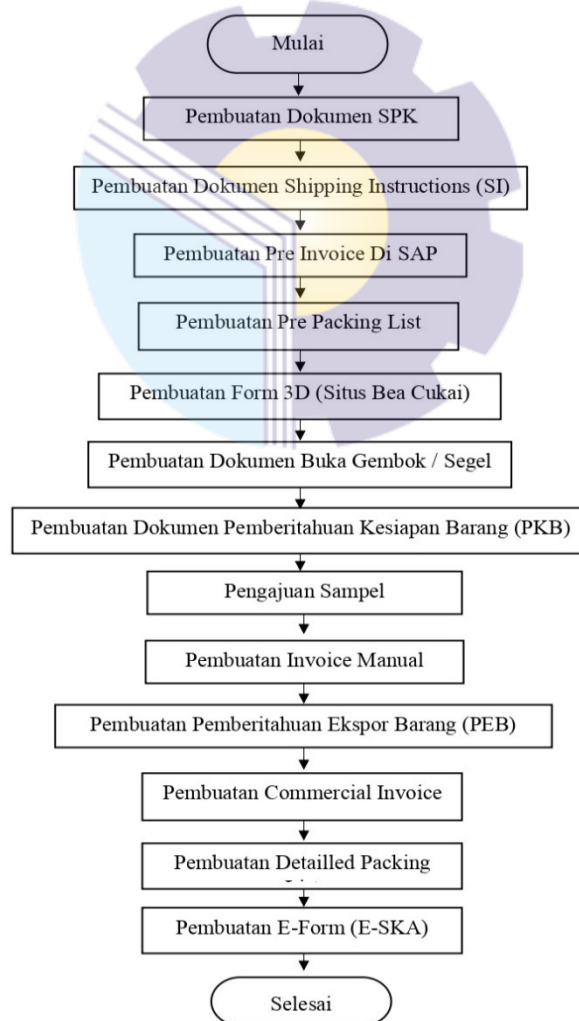 Mulai
Pembuatan Dokumen SPK
Pembuatan Dokumen Shipping Instructions (SI)
Pembuatan Pre Invoice Di SAP
Pembuatan Pre Packing List
Pembuatan Form 3D (Situs Bea Cukai)
Pembuatan Dokumen Buka Gembok / Segel
Pembuatan Dokumen Pemberitahuan Kesiapan Barang (PKB)
Pengajuan Sampel
Pembuatan Invoice Manual
Pembuatan Pemberitahuan Ekspor Barang (PEB)
Pembuatan Commercial Invoice
Pembuatan Detailled Packing
Pembuatan E-Form (E-SKA)
Selesai